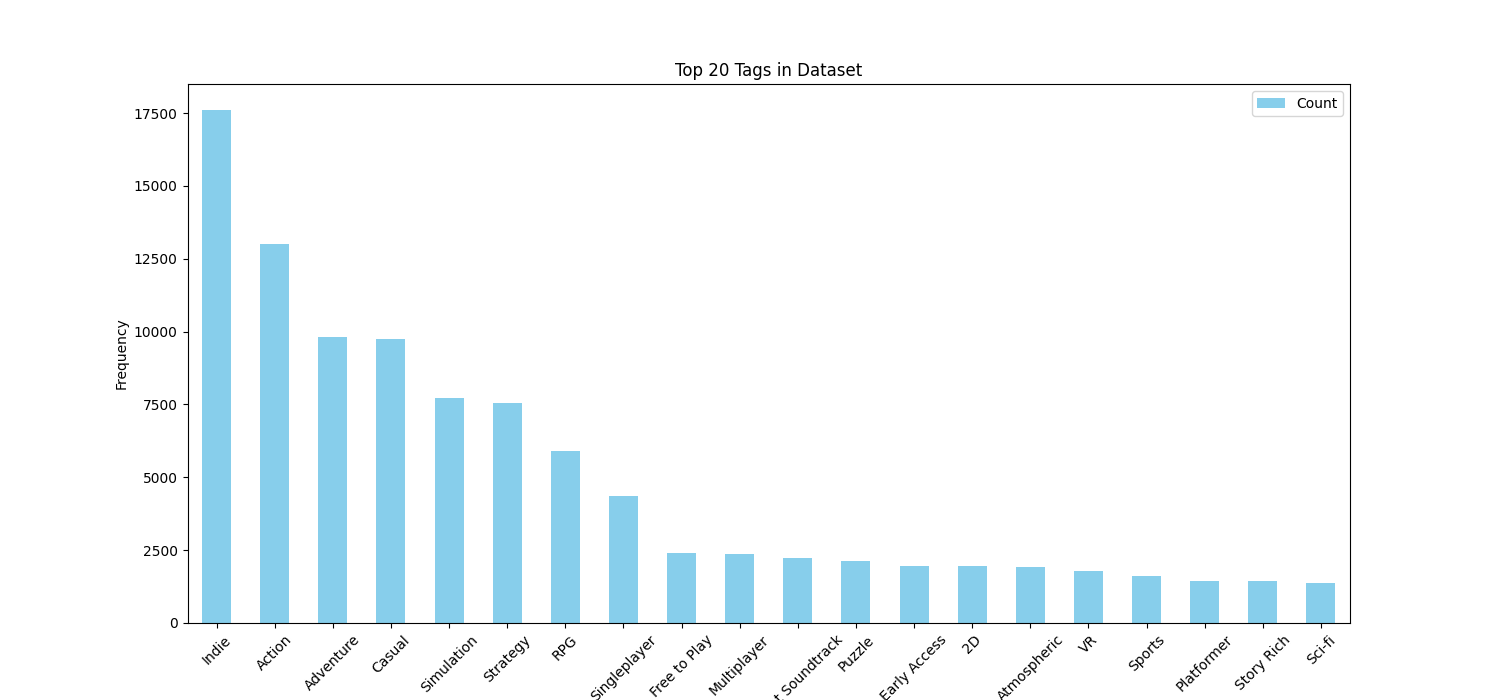 Top 20 Tags in Dataset
Count
Frequency
17500
15000
12500
10000
7500
5000
2500
0
Indie
Action
Adventure
Casual
Simulation
Strategy
RPG
Singleplayer
Free to Play
Multiplayer
t Soundtrack
Puzzle
Early Access
2D
Atmospheric
VR
Sports
Platformer
Story Rich
Sci-fi